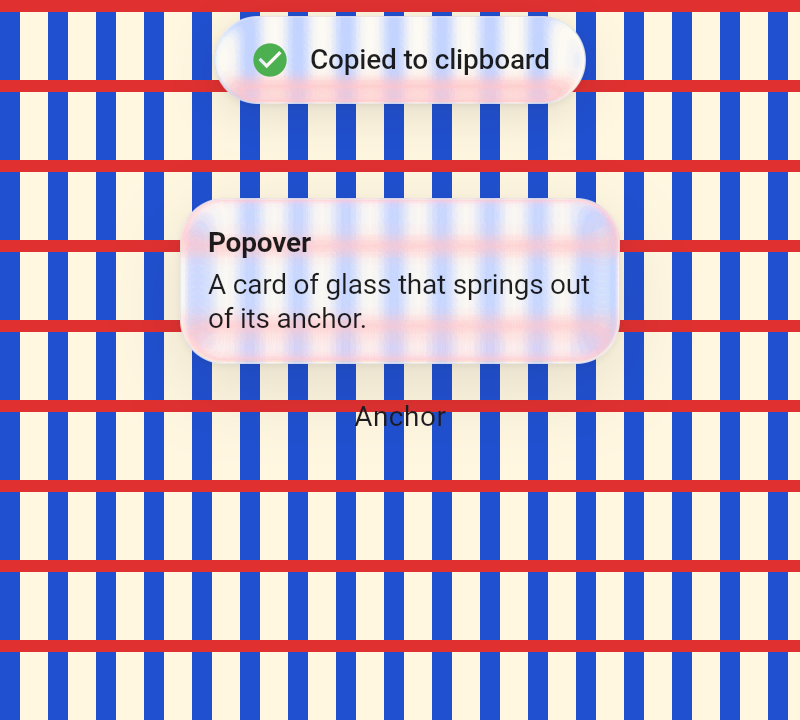 Copied to clipboard
Popover
A card of glass that springs out
of its anchor.
Anchor